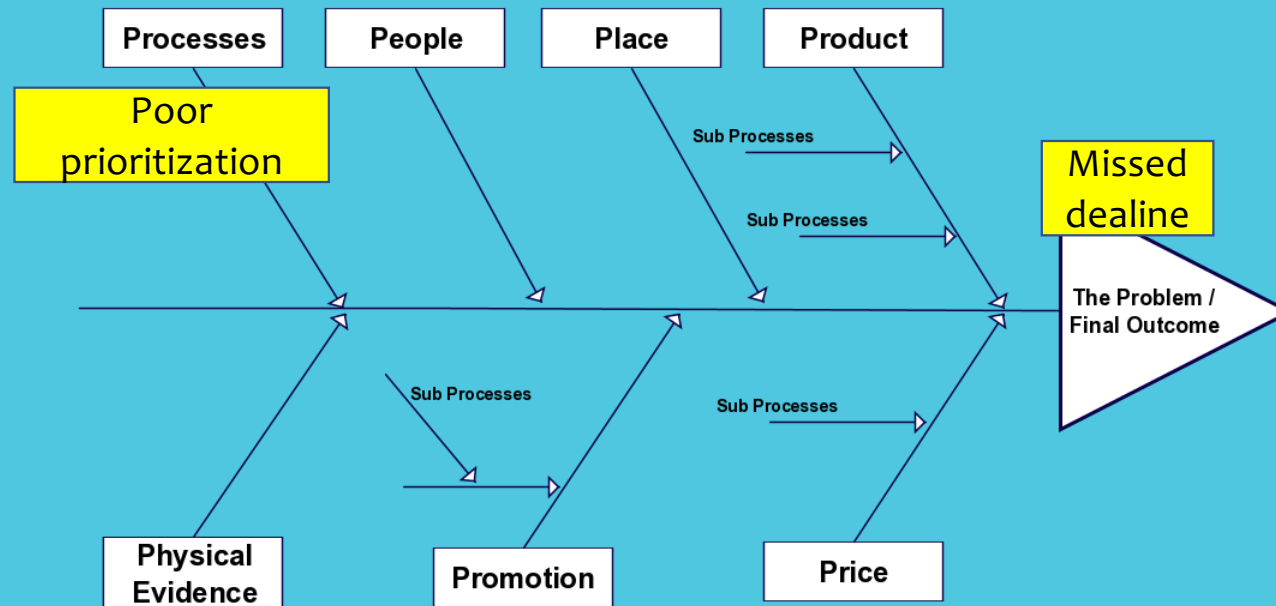 Processes
People
Place
Product
Poor
prioritization
Sub Processes
Missed
dealine
Sub Processes
The Problem /
Final Outcome
Sub Processes
Sub Processes
Physical
Evidence
Promotion
Price